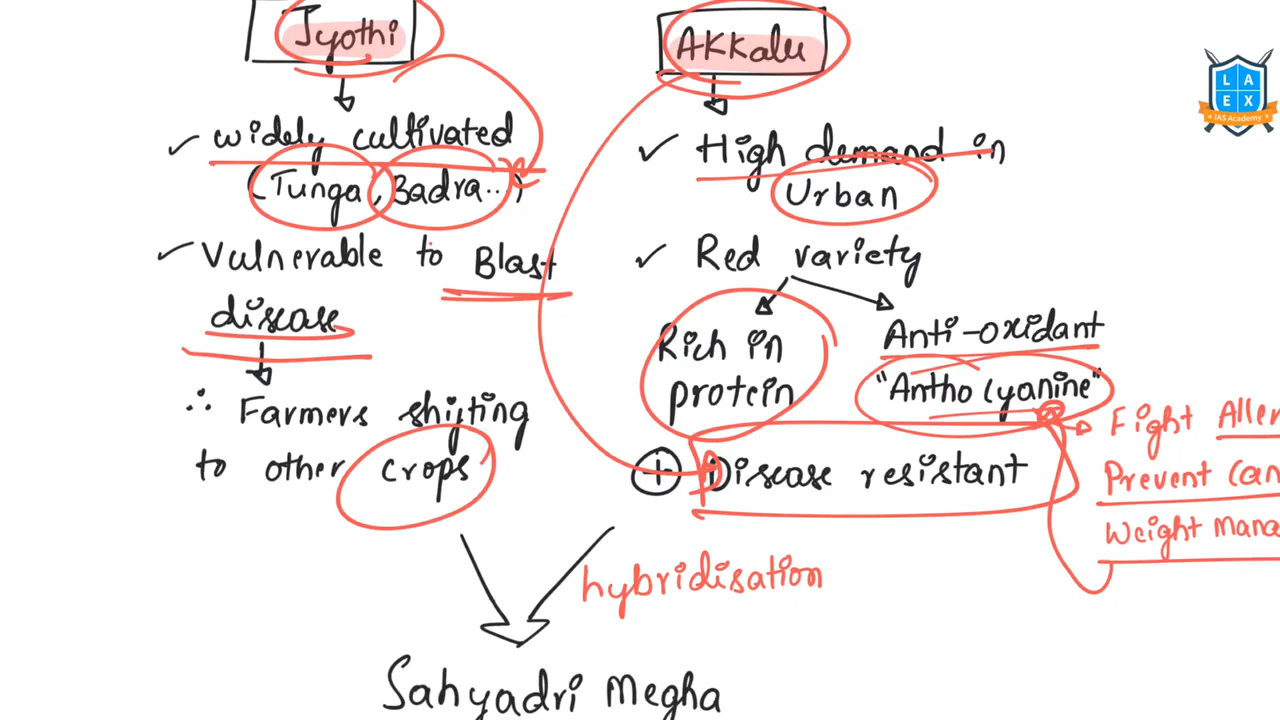 Jyothi
widely cultivated
(Tunga, Badra...)
✓ Vulnerable to Blast
disease
∴ Farmers shifting
to other crops
AKKalu
✓ High demand in
Urban
✓ Red variety
Rich in
protein
Anti-oxidant
"Anthocyanine"
+ Disease resistant
Fight Aller
Prevent Can
Weight Mana
hybridisation
Sahyadri Megha
L A
E X
IAS Academy